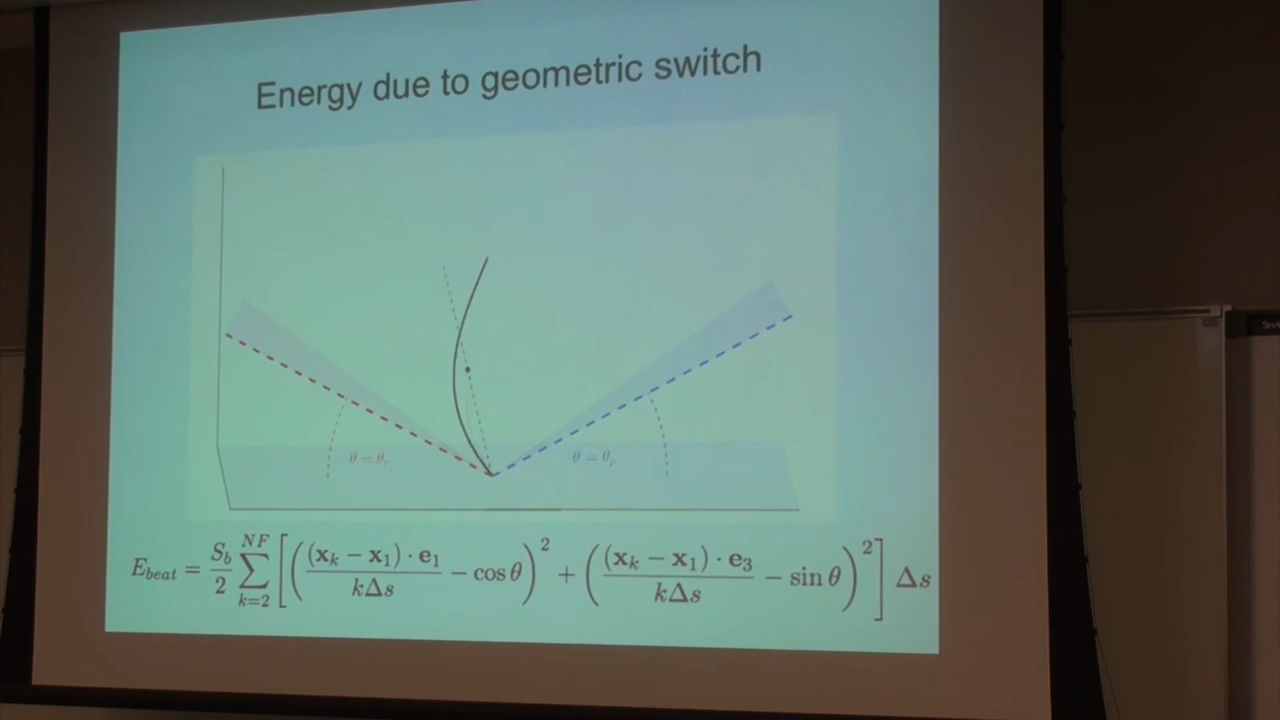 Energy due to geometric switch
θ = θ_r
θ = θ_p
E_{beat} = \frac{S_b}{2} \sum_{k=2}^{NF} \left[ \left( \frac{(\mathbf{x}_k - \mathbf{x}_1) \cdot \mathbf{e}_1}{k\Delta s} - \cos\theta \right)^2 + \left( \frac{(\mathbf{x}_k - \mathbf{x}_1) \cdot \mathbf{e}_3}{k\Delta s} - \sin\theta \right)^2 \right] \Delta s